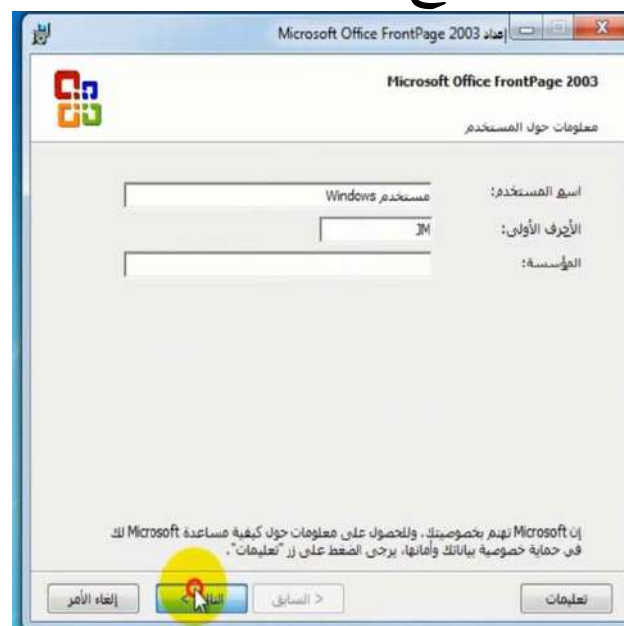 إعداد Microsoft Office FrontPage 2003
Microsoft Office FrontPage 2003
معلومات حول المستخدم
اسم المستخدم: مستخدم Windows
الأحرف الأولى: JM
المؤسسة:
إن Microsoft تهتم بخصوصيتك، وللحصول على معلومات حول كيفية مساعدة Microsoft لك
في حماية خصوصية بياناتك وأمانها، يرجى الضغط على زر "تعليمات".
تعليمات < السابق > إلغاء الأمر